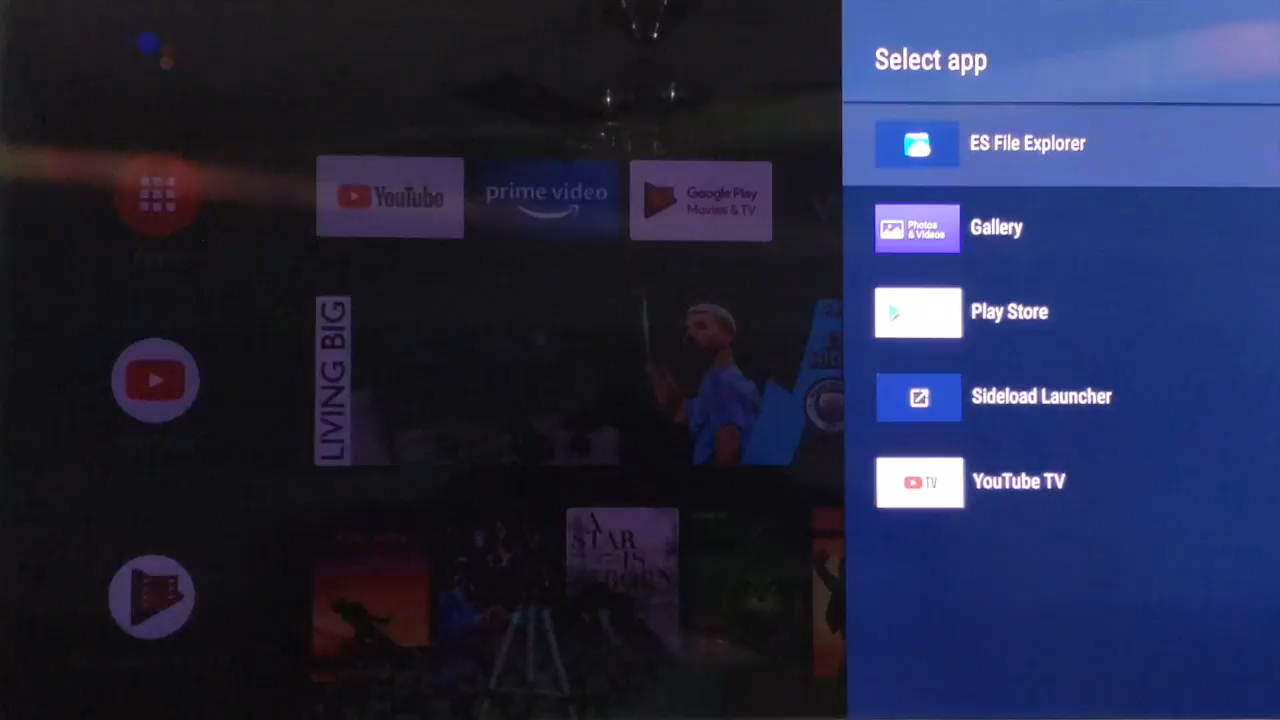 Select app
ES File Explorer
YouTube
prime video
Google Play
Movies & TV
Photos
& Videos
Gallery
Play Store
LIVING BIG
Sideload Launcher
TV
YouTube TV
A
STAR
IS
BORN